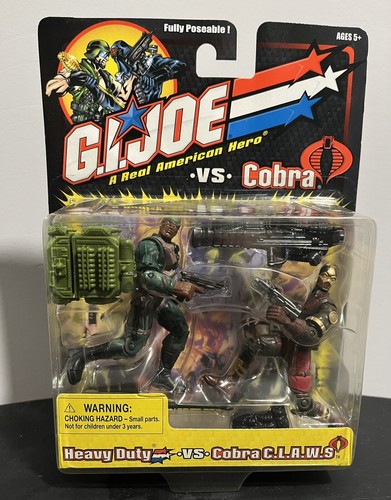 Fully Poseable !
AGES 5+
G.I.JOE
A Real American Hero®
•VS• Cobra
WARNING:
CHOKING HAZARD – Small parts.
Not for children under 3 years.
Heavy Duty •VS• Cobra C.L.A.W.S